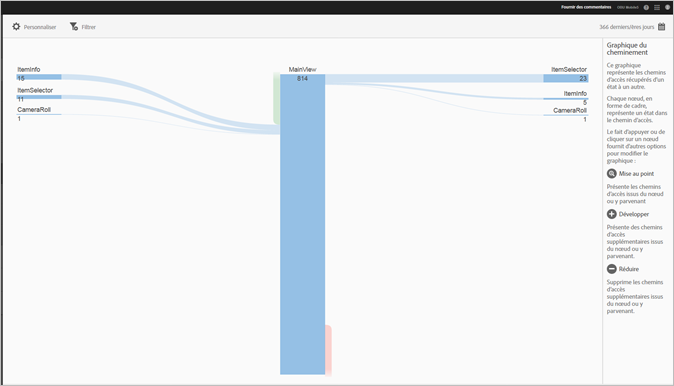 Fournir des commentaires
Personnaliser
Filtrer
366 derniers/ères jours
ItemInfo
15
ItemSelector
11
CameraRoll
1
MainView
614
ItemSelector
23
ItemInfo
5
CameraRoll
1
Graphique du
cheminement
Ce graphique
représente les chemins
d'accès récupérés d'un
état à un autre.
Chaque nœud, en
forme de cadre,
représente un état dans
le chemin d'accès.
Le fait d'appuyer ou de
cliquer sur un nœud
fournit d'autres options
pour modifier le
graphique :
Mise au point
Présente les chemins
d'accès issus du nœud
ou y parvenant
Développer
Présente des chemins
d'accès
supplémentaires issus
du nœud ou y
parvenant.
Réduire
Supprime les chemins
d'accès
supplémentaires issus
du nœud ou y
parvenant.